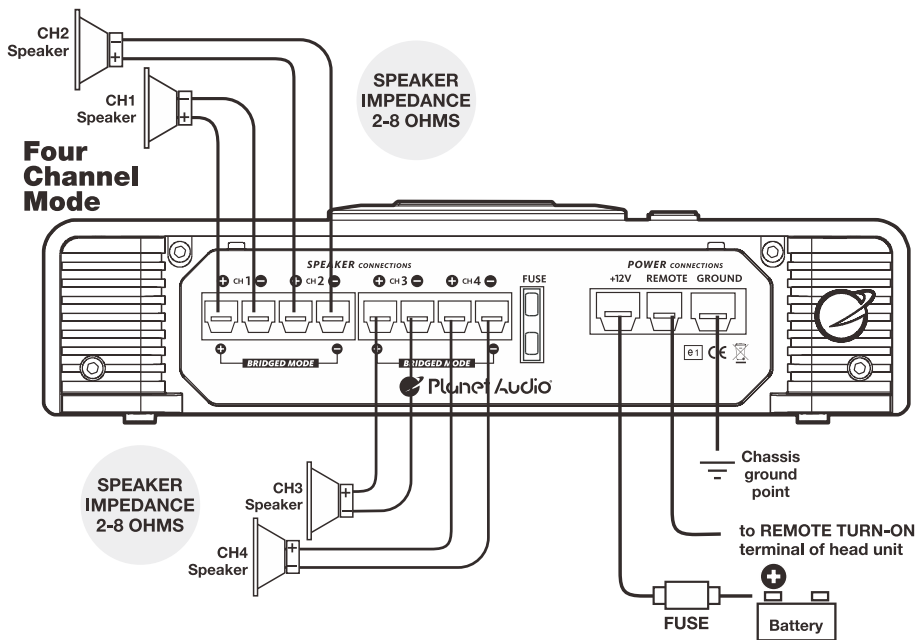 CH2
Speaker
CH1
Speaker
SPEAKER
IMPEDANCE
2-8 OHMS
Four
Channel
Mode
SPEAKER CONNECTIONS
+ CH 1 - + CH 2 - + CH 3 - + CH 4 -
FUSE
POWER CONNECTIONS
+12V REMOTE GROUND
+ BRIDGED MODE - + BRIDGED MODE -
e1 CE
Planet Audio
SPEAKER
IMPEDANCE
2-8 OHMS
CH3
Speaker
CH4
Speaker
Chassis
ground
point
to REMOTE TURN-ON
terminal of head unit
FUSE
+
Battery